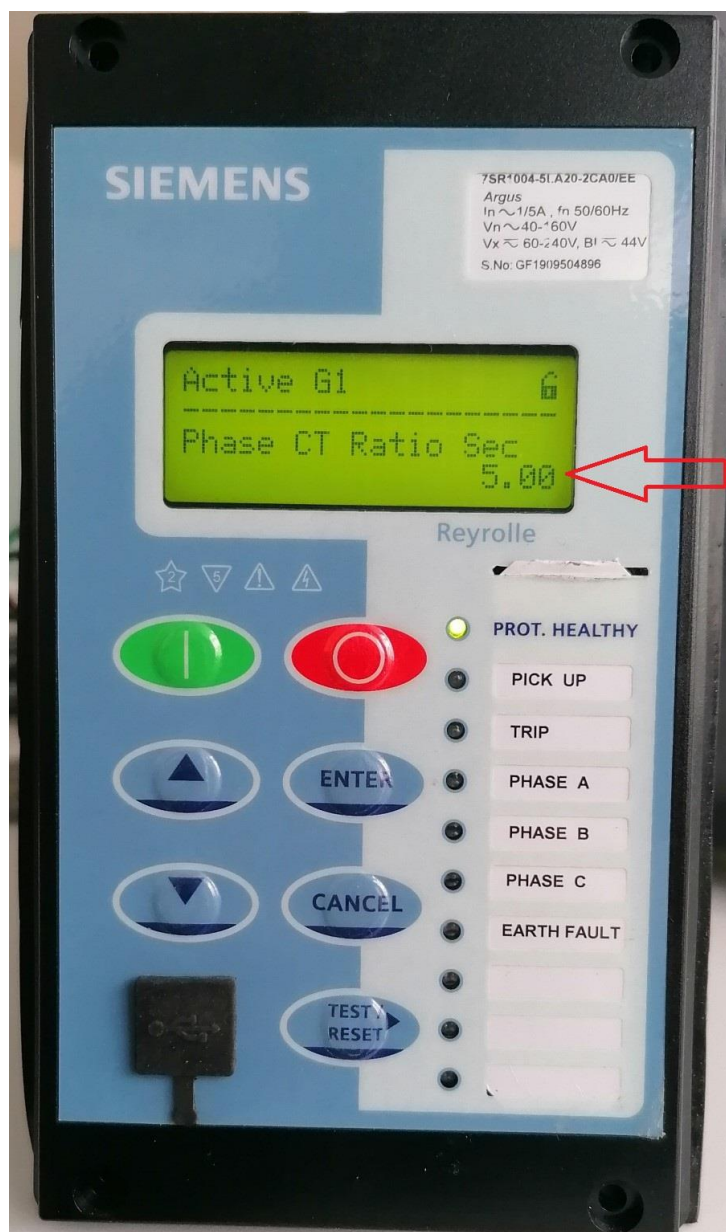 SIEMENS
7SR1004-5LA20-2CA0/EE
Argus
In ~1/5A , fn 50/60Hz
Vn ~40-160V
Vx ⎓ 60-240V, BI ⎓ 44V
S.No: GF1909504896
Active G1
Phase CT Ratio Sec
5.00
Reyrolle
2 5
PROT. HEALTHY
PICK UP
TRIP
PHASE A
ENTER
PHASE B
PHASE C
CANCEL
EARTH FAULT
TEST /
RESET